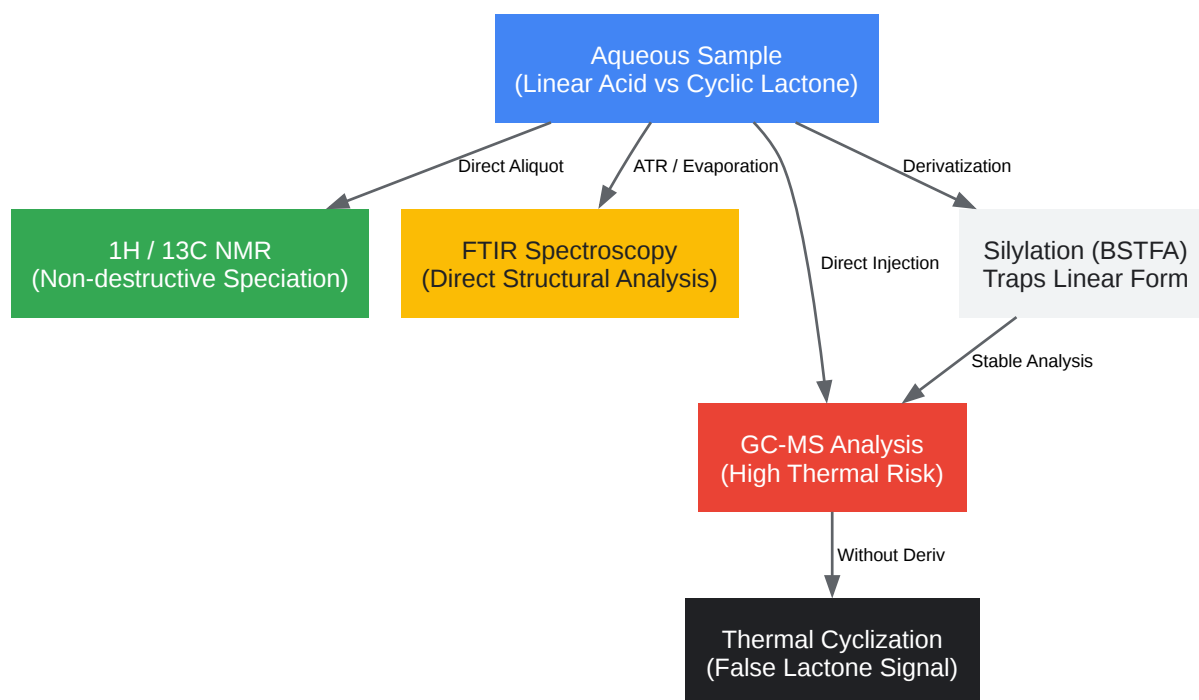 Aqueous Sample
(Linear Acid vs Cyclic Lactone)
Direct Aliquot
ATR / Evaporation
Derivatization
1H / 13C NMR
(Non-destructive Speciation)
FTIR Spectroscopy
(Direct Structural Analysis)
Direct Injection
Silylation (BSTFA)
Traps Linear Form
Stable Analysis
GC-MS Analysis
(High Thermal Risk)
Without Deriv
Thermal Cyclization
(False Lactone Signal)